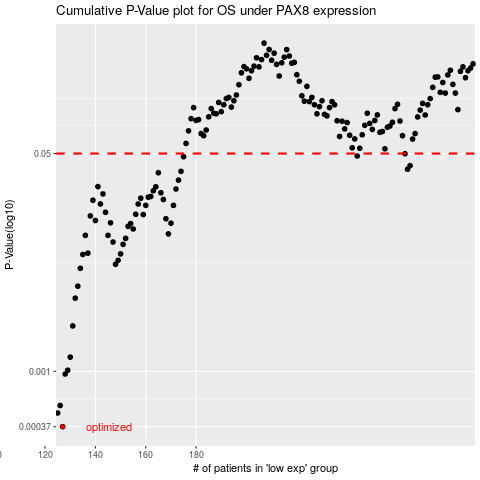 Cumulative P-Value plot for OS under PAX8 expression
P-Value(log10)
0.05
0.001
0.00037
optimized
0 120 140 160 180
# of patients in 'low exp' group